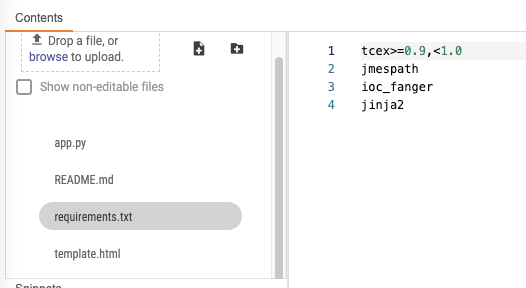 Contents
Drop a file, or
browse to upload.
Show non-editable files
app.py
README.md
requirements.txt
template.html
Snippets
1 tcex>=0.9,<1.0
2 jmespath
3 ioc_fanger
4 jinja2